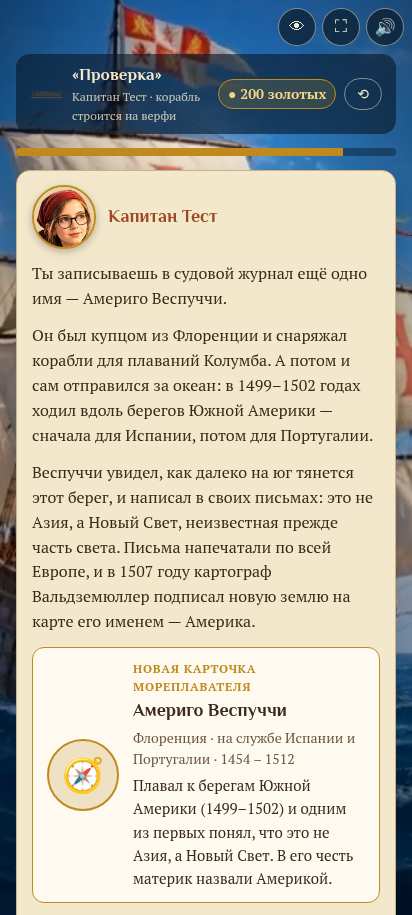 «Проверка»
Капитан Тест · корабль
строится на верфи
● 200 золотых
Капитан Тест
Ты записываешь в судовой журнал ещё одно
имя — Америго Веспуччи.
Он был купцом из Флоренции и снаряжал
корабли для плаваний Колумба. А потом и
сам отправился за океан: в 1499–1502 годах
ходил вдоль берегов Южной Америки —
сначала для Испании, потом для Португалии.
Веспуччи увидел, как далеко на юг тянется
этот берег, и написал в своих письмах: это не
Азия, а Новый Свет, неизвестная прежде
часть света. Письма напечатали по всей
Европе, и в 1507 году картограф
Вальдземюллер подписал новую землю на
карте его именем — Америка.
НОВАЯ КАРТОЧКА
МОРЕПЛАВАТЕЛЯ
Америго Веспуччи
Флоренция · на службе Испании и
Португалии · 1454 – 1512
Плавал к берегам Южной
Америки (1499–1502) и одним
из первых понял, что это не
Азия, а Новый Свет. В его честь
материк назвали Америкой.